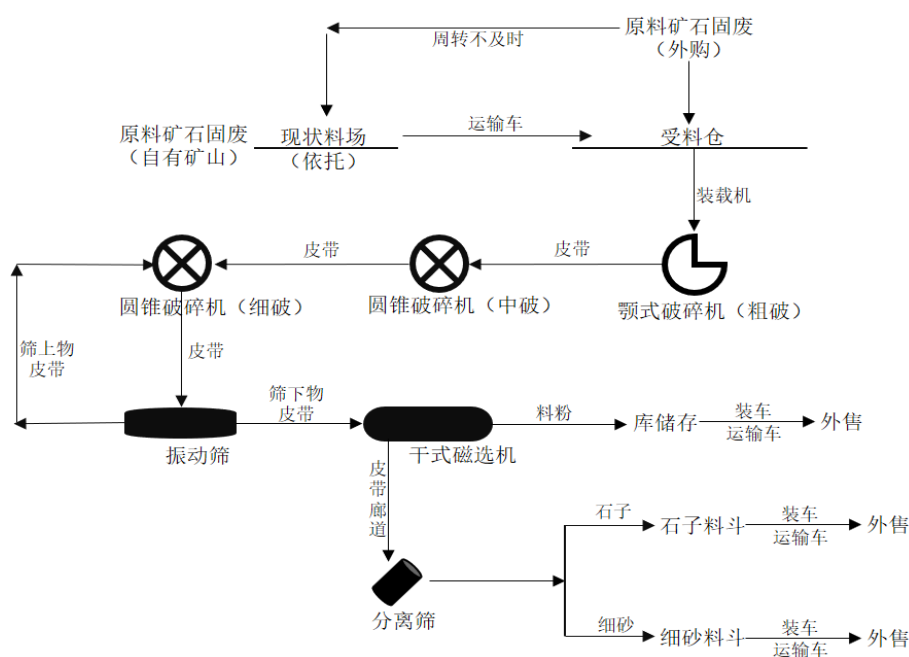 周转不及时
原料矿石固废
（外购）
原料矿石固废
（自有矿山）
现状料场
（依托）
运输车
受料仓
装载机
皮带
皮带
圆锥破碎机（细破）
圆锥破碎机（中破）
颚式破碎机（粗破）
筛上物
皮带
皮带
筛下物
皮带
料粉
库储存
装车
运输车
外售
振动筛
干式磁选机
皮带廊道
石子
石子料斗
装车
运输车
外售
分离筛
细砂
细砂料斗
装车
运输车
外售